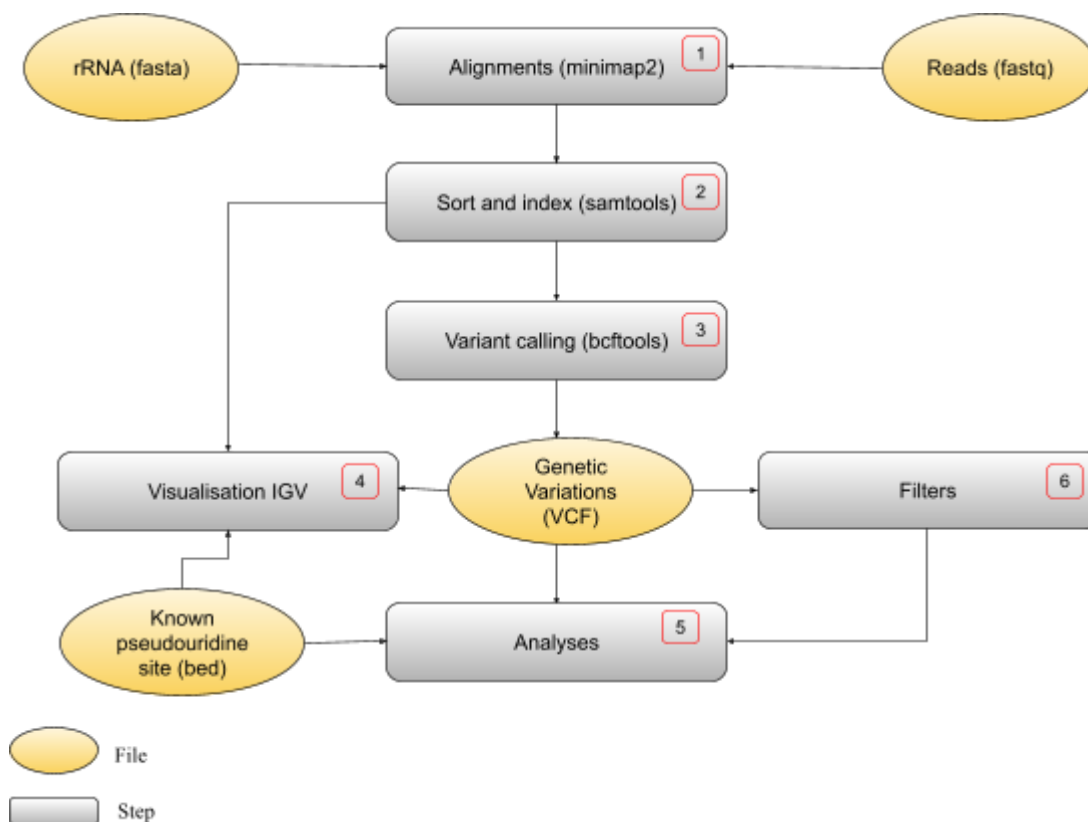 rRNA (fasta)
Alignments (minimap2)
1
Reads (fastq)
Sort and index (samtools)
2
Variant calling (bcftools)
3
Visualisation IGV
4
Genetic
Variations
(VCF)
Filters
6
Known
pseudouridine
site (bed)
Analyses
5
File
Step